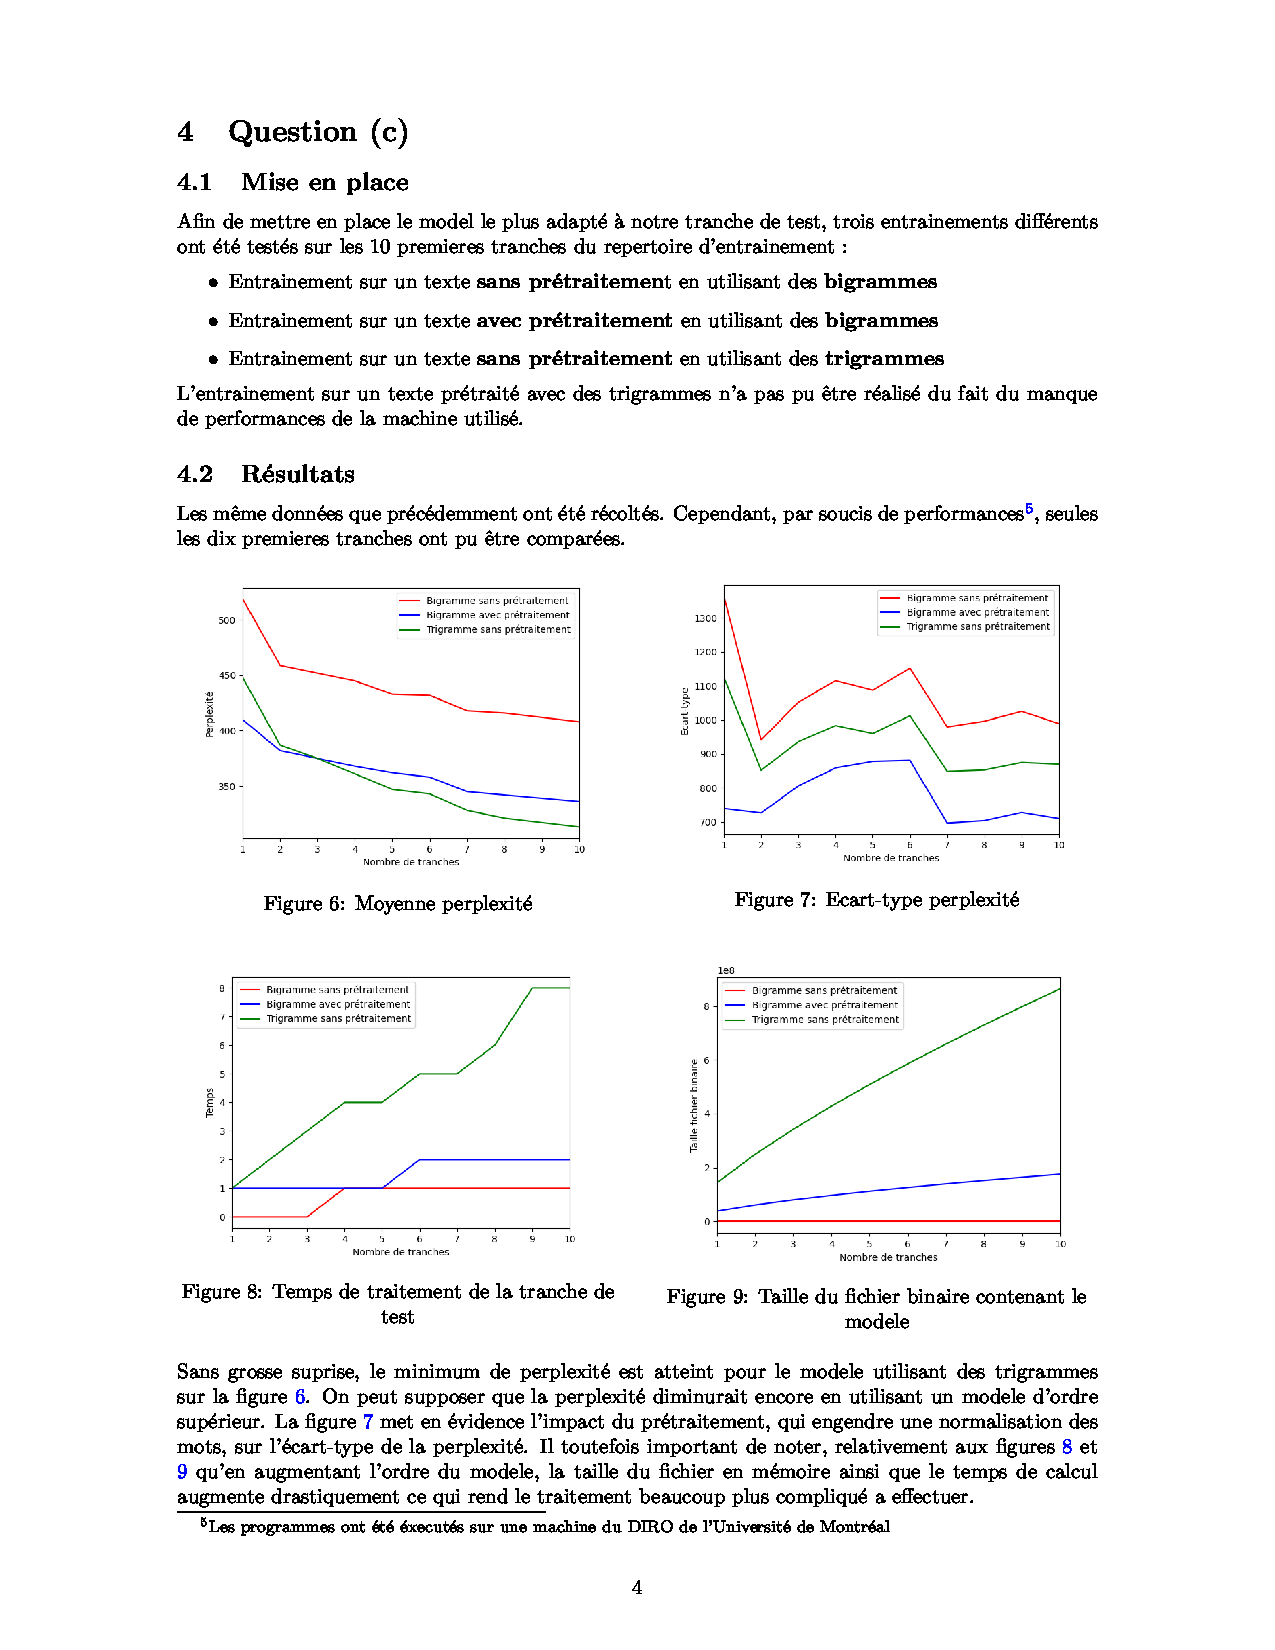 4 Question (c)
4.1 Mise en place
Afin de mettre en place le model le plus adapté à notre tranche de test, trois entrainements différents
ont été testés sur les 10 premieres tranches du repertoire d'entrainement :
• Entrainement sur un texte sans prétraitement en utilisant des bigrammes
• Entrainement sur un texte avec prétraitement en utilisant des bigrammes
• Entrainement sur un texte sans prétraitement en utilisant des trigrammes
L'entrainement sur un texte prétraité avec des trigrammes n'a pas pu être réalisé du fait du manque
de performances de la machine utilisé.
4.2 Résultats
Les même données que précédemment ont été récoltés. Cependant, par soucis de performances5, seules
les dix premieres tranches ont pu être comparées.
Bigramme sans prétraitement
Bigramme avec prétraitement
Trigramme sans prétraitement
500
450
400
350
Perplexité
1 2 3 4 5 6 7 8 9 10
Nombre de tranches
Figure 6: Moyenne perplexité
Bigramme sans prétraitement
Bigramme avec prétraitement
Trigramme sans prétraitement
1300
1200
1100
1000
900
800
700
Ecart-type
1 2 3 4 5 6 7 8 9 10
Nombre de tranches
Figure 7: Ecart-type perplexité
Bigramme sans prétraitement
Bigramme avec prétraitement
Trigramme sans prétraitement
8
7
6
5
4
3
2
1
0
Temps
1 2 3 4 5 6 7 8 9 10
Nombre de tranches
Figure 8: Temps de traitement de la tranche de
test
1e8
Bigramme sans prétraitement
Bigramme avec prétraitement
Trigramme sans prétraitement
8
6
4
2
0
Taille fichier binaire
1 2 3 4 5 6 7 8 9 10
Nombre de tranches
Figure 9: Taille du fichier binaire contenant le
modele
Sans grosse suprise, le minimum de perplexité est atteint pour le modele utilisant des trigrammes
sur la figure 6. On peut supposer que la perplexité diminurait encore en utilisant un modele d'ordre
supérieur. La figure 7 met en évidence l'impact du prétraitement, qui engendre une normalisation des
mots, sur l'écart-type de la perplexité. Il toutefois important de noter, relativement aux figures 8 et
9 qu'en augmentant l'ordre du modele, la taille du fichier en mémoire ainsi que le temps de calcul
augmente drastiquement ce qui rend le traitement beaucoup plus compliqué a effectuer.
5Les programmes ont été éxecutés sur une machine du DIRO de l'Université de Montréal
4